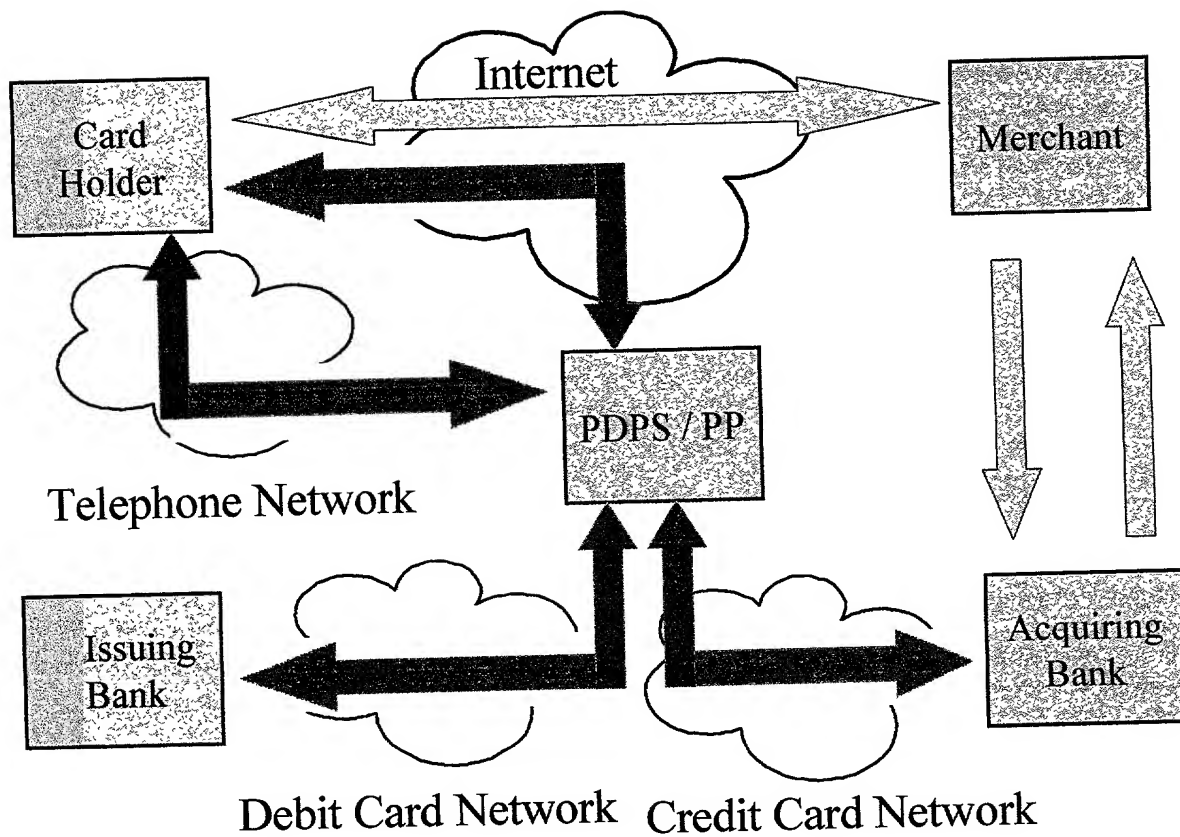 Internet
Card
Holder
Merchant
PDPS / PP
Telephone Network
Issuing
Bank
Acquiring
Bank
Debit Card Network
Credit Card Network